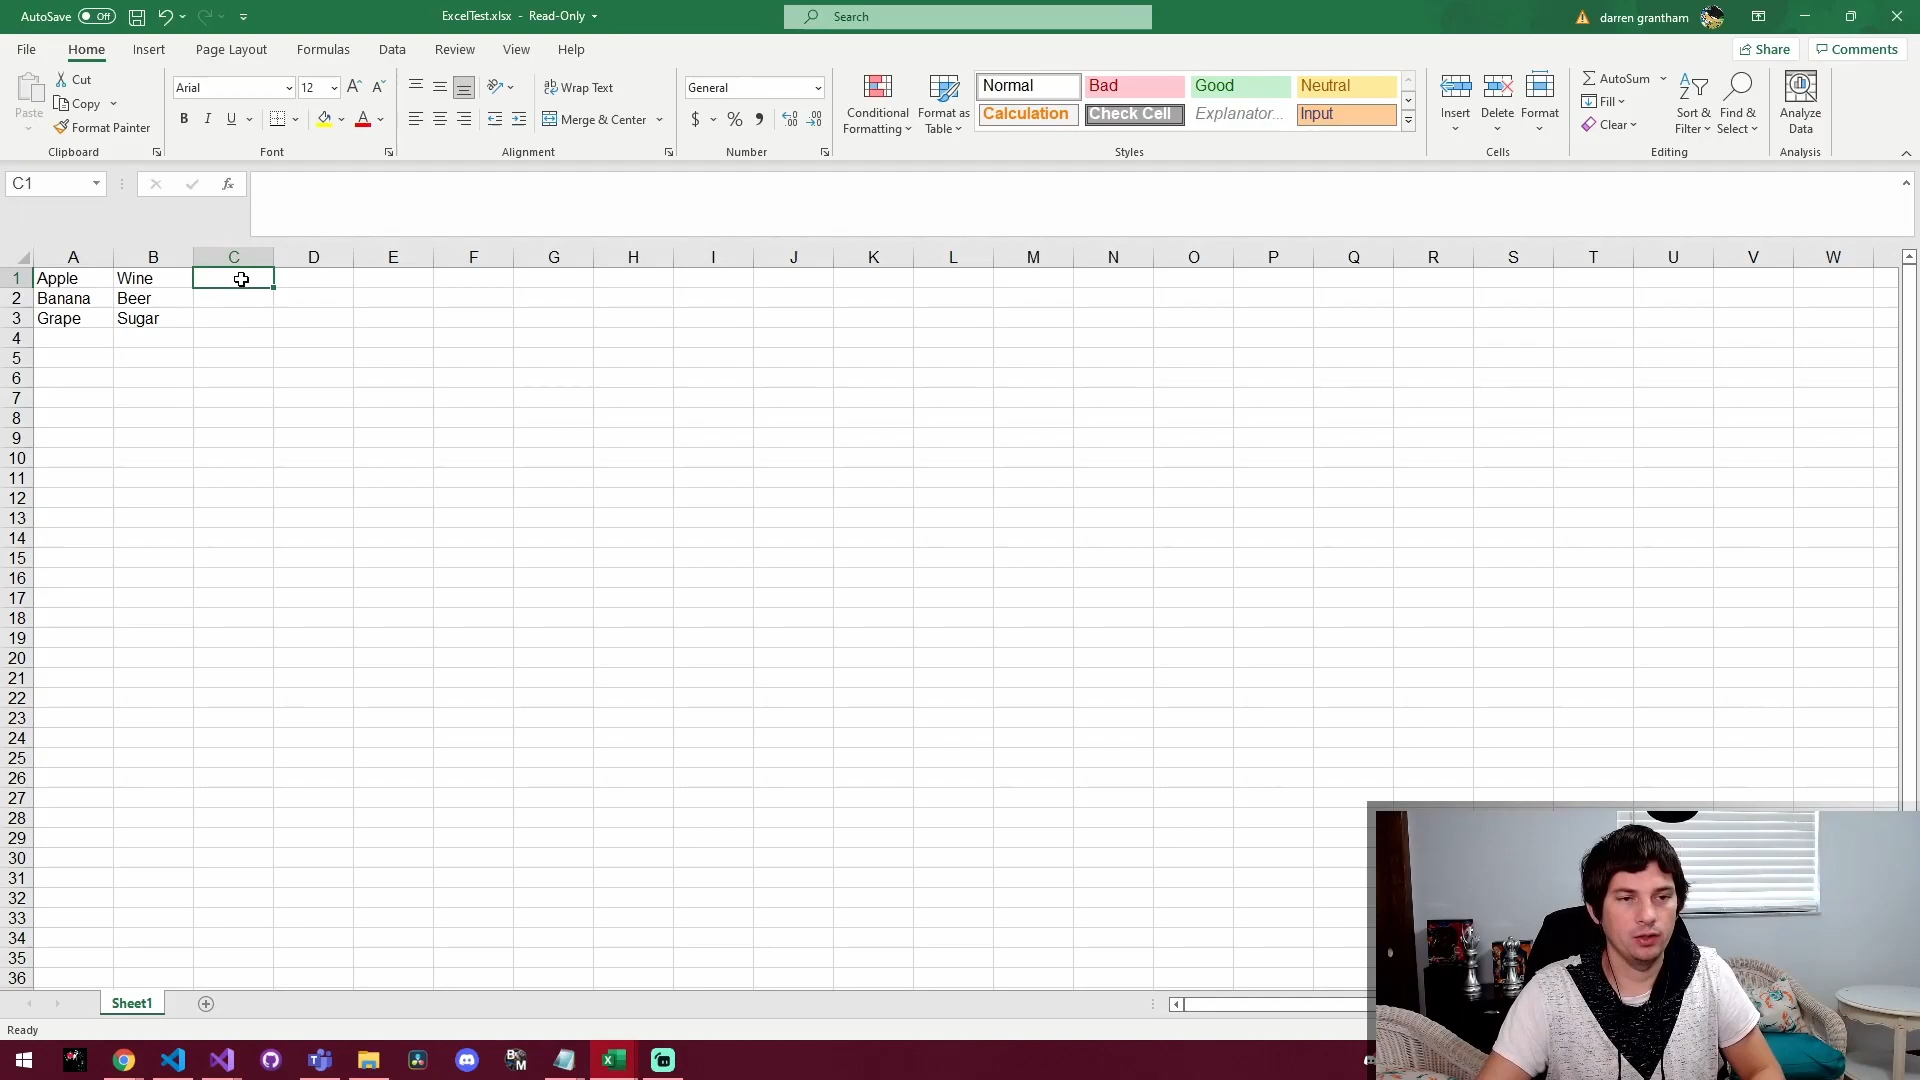 AutoSave Off ExcelTest.xlsx - Read-Only Search darren grantham
File Home Insert Page Layout Formulas Data Review View Help Share Comments
Paste Cut Copy Format Painter Clipboard
Arial 12 B I U A Font
Wrap Text Merge & Center Alignment
General $ % Number
Conditional Formatting Format as Table
Normal Bad Good Neutral
Calculation Check Cell Explanator... Input
Styles
Insert Delete Format Cells
AutoSum Fill Clear Sort & Filter Find & Select Editing
Analyze Data Analysis
C1 fx
A B C D E F G H I J K L M N O P Q R S T U V W
1 Apple Wine
2 Banana Beer
3 Grape Sugar
4
5
6
7
8
9
10
11
12
13
14
15
16
17
18
19
20
21
22
23
24
25
26
27
28
29
30
31
32
33
34
35
36
Sheet1
Ready